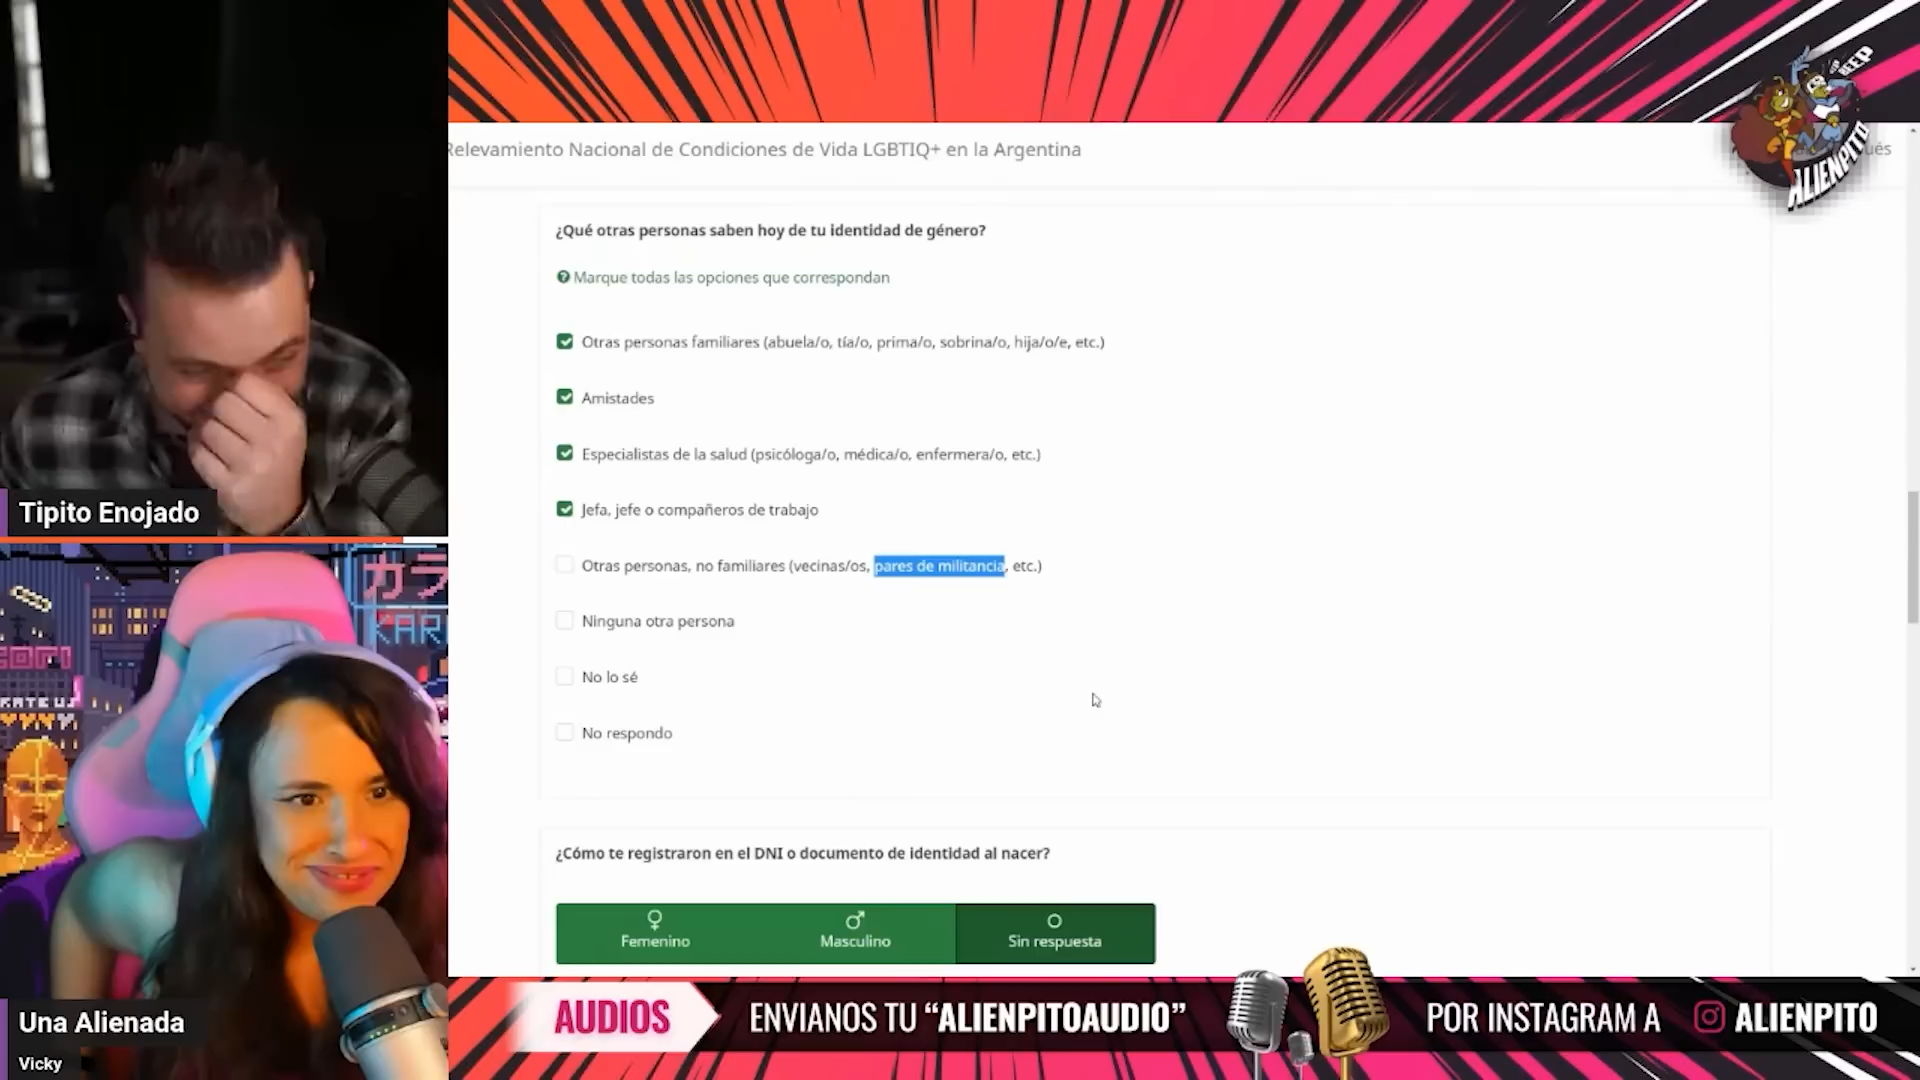 Relevamiento Nacional de Condiciones de Vida LGBTIQ+ en la Argentina
BEEP
ALIENPITO
¿Qué otras personas saben hoy de tu identidad de género?
Marque todas las opciones que correspondan
Otras personas familiares (abuela/o, tía/o, prima/o, sobrina/o, hija/o/e, etc.)
Amistades
Especialistas de la salud (psicóloga/o, médica/o, enfermera/o, etc.)
Jefa, jefe o compañeros de trabajo
Otras personas, no familiares (vecinas/os, pares de militancia, etc.)
Ninguna otra persona
No lo sé
No respondo
¿Cómo te registraron en el DNI o documento de identidad al nacer?
Femenino
Masculino
Sin respuesta
Tipito Enojado
カラ
KAR
Una Alienada
Vicky
AUDIOS
ENVIANOS TU “ALIENPITOAUDIO”
POR INSTAGRAM A
ALIENPITO